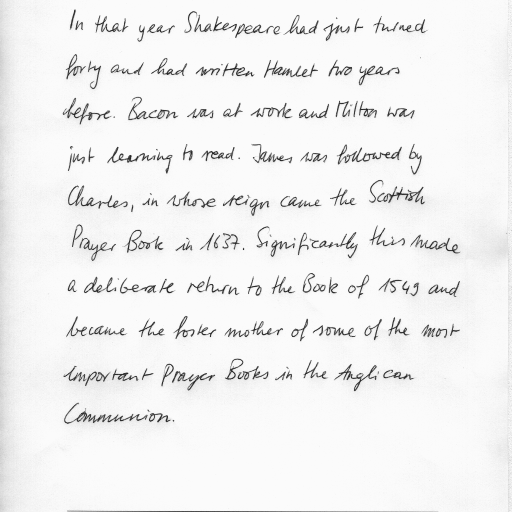 In that year Shakespeare had just turned
forty and had written Hamlet two years
before. Bacon was at work and Milton was
just learning to read. James was followed by
Charles, in whose reign came the Scottish
Prayer Book in 1637. Significantly this made
a deliberate return to the Book of 1549 and
became the foster mother of some of the most
important Prayer Books in the Anglican
Communion.